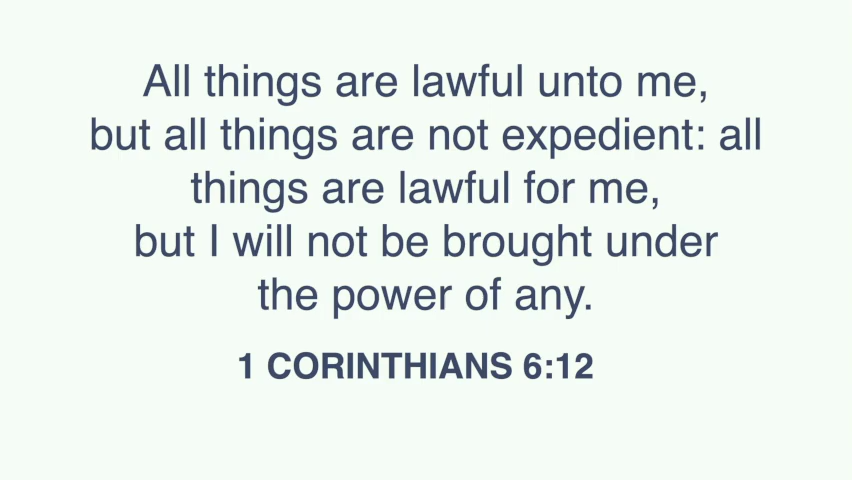 All things are lawful unto me,
but all things are not expedient: all
things are lawful for me,
but I will not be brought under
the power of any.
1 CORINTHIANS 6:12